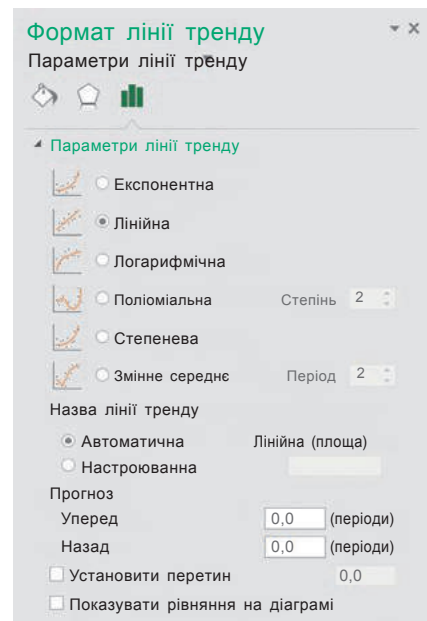 Формат лінії тренду
Параметри лінії тренду
Параметри лінії тренду
Експонентна
Лінійна
Логарифмічна
Поліоміальна Степінь 2
Степенева
Змінне середнє Період 2
Назва лінії тренду
Автоматична Лінійна (площа)
Настроюванна
Прогноз
Уперед 0,0 (періоди)
Назад 0,0 (періоди)
Установити перетин 0,0
Показувати рівняння на діаграмі